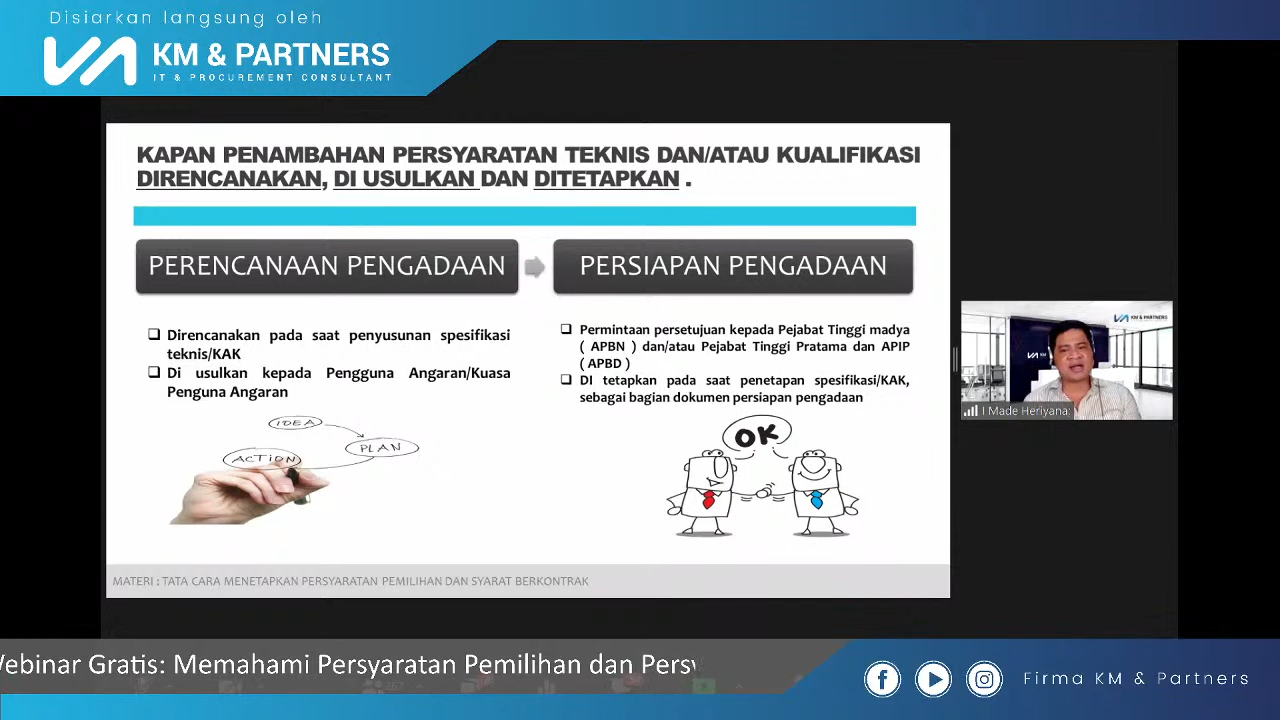 Disiarkan langsung oleh
KM & PARTNERS
IT & PROCUREMENT CONSULTANT
KAPAN PENAMBAHAN PERSYARATAN TEKNIS DAN/ATAU KUALIFIKASI
DIRENCANAKAN, DI USULKAN DAN DITETAPKAN .
PERENCANAAN PENGADAAN
PERSIAPAN PENGADAAN
Direncanakan pada saat penyusunan spesifikasi
teknis/KAK
Di usulkan kepada Pengguna Angaran/Kuasa
Penguna Angaran
Permintaan persetujuan kepada Pejabat Tinggi madya
( APBN ) dan/atau Pejabat Tinggi Pratama dan APIP
( APBD )
DI tetapkan pada saat penetapan spesifikasi/KAK,
sebagai bagian dokumen persiapan pengadaan
IDEA
PLAN
ACTION
OK
MATERI : TATA CARA MENETAPKAN PERSYARATAN PEMILIHAN DAN SYARAT BERKONTRAK
KM & PARTNERS
KM
I Made Heriyana:
Webinar Gratis: Memahami Persyaratan Pemilihan dan Persy
Firma KM & Partners